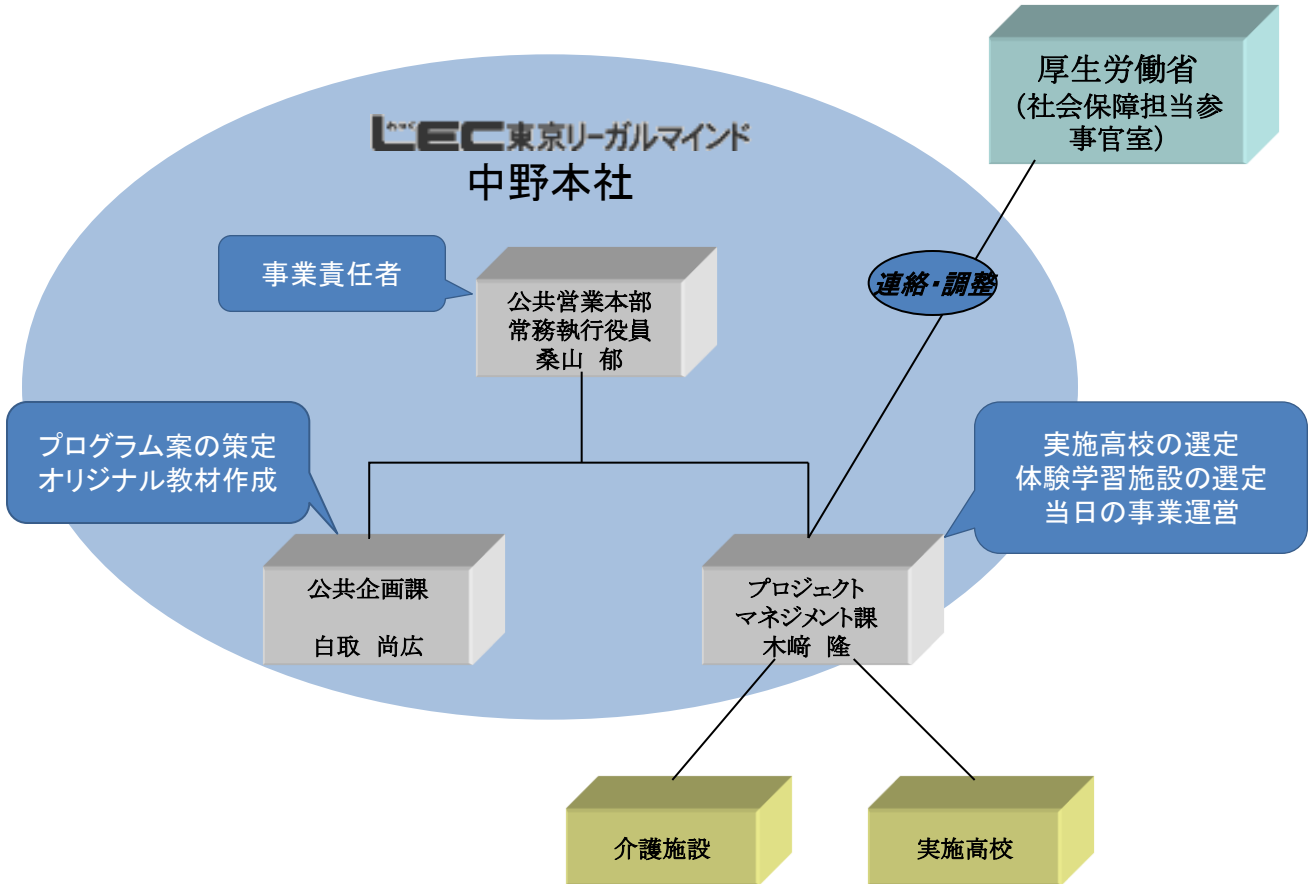 厚生労働省
(社会保障担当参
事官室)
LEC東京リーガルマインド
中野本社
事業責任者
公共営業本部
常務執行役員
桑山 郁
連絡・調整
プログラム案の策定
オリジナル教材作成
実施高校の選定
体験学習施設の選定
当日の事業運営
公共企画課
白取 尚広
プロジェクト
マネジメント課
木﨑 隆
介護施設
実施高校